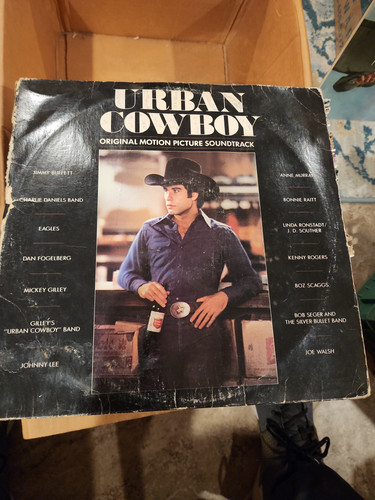 URBAN
COWBOY
ORIGINAL MOTION PICTURE SOUNDTRACK
JIMMY BUFFETT
CHARLIE DANIELS BAND
EAGLES
DAN FOGELBERG
MICKEY GILLEY
GILLEY'S
"URBAN COWBOY" BAND
JOHNNY LEE
ANNE MURRAY
BONNIE RAITT
LINDA RONSTADT/
J. D. SOUTHER
KENNY ROGERS
BOZ SCAGGS
BOB SEGER AND
THE SILVER BULLET BAND
JOE WALSH